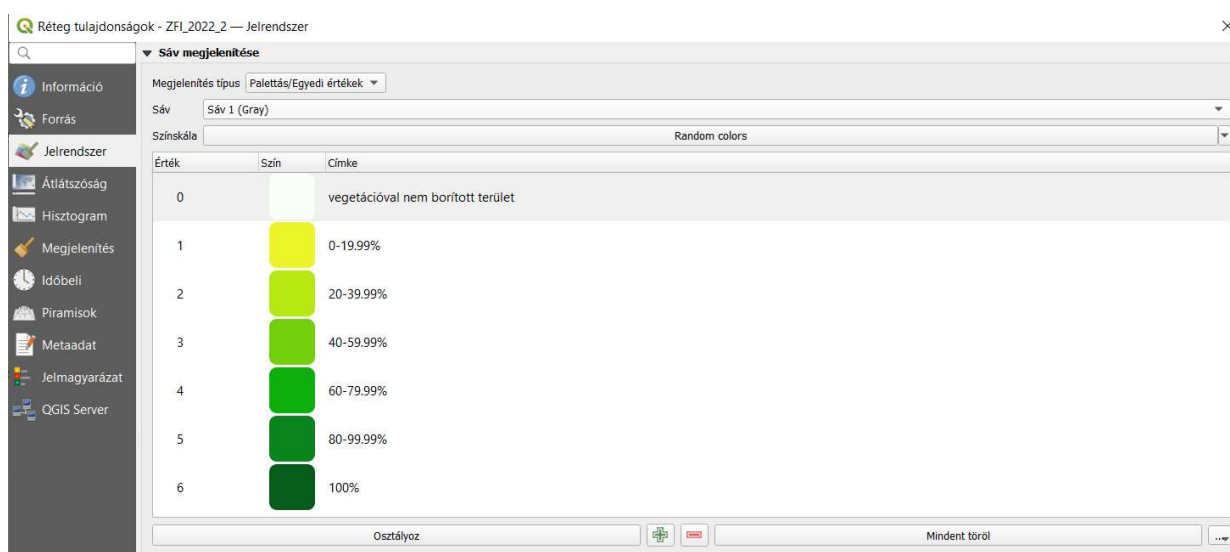 Réteg tulajdonságok - ZFI_2022_2 — Jelrendszer
Sáv megjelenítése
Információ
Forrás
Jelrendszer
Átlátszóság
Hisztogram
Megjelenítés
Időbeli
Piramisok
Metaadat
Jelmagyarázat
QGIS Server
Megjelenítés típus Palettás/Egyedi értékek
Sáv Sáv 1 (Gray)
Színskála Random colors
Érték Szín Címke
0 vegetációval nem borított terület
1 0-19.99%
2 20-39.99%
3 40-59.99%
4 60-79.99%
5 80-99.99%
6 100%
Osztályoz Mindent töröl ...